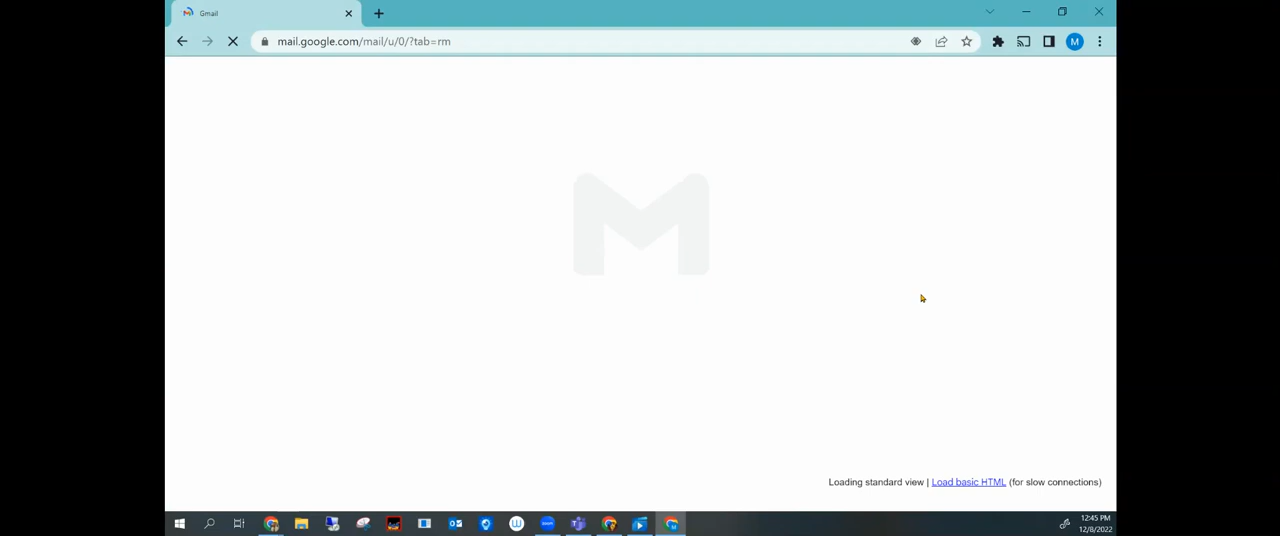 Gmail
mail.google.com/mail/u/0/?tab=rm
M
Loading standard view | Load basic HTML (for slow connections)
12:45 PM
12/8/2022